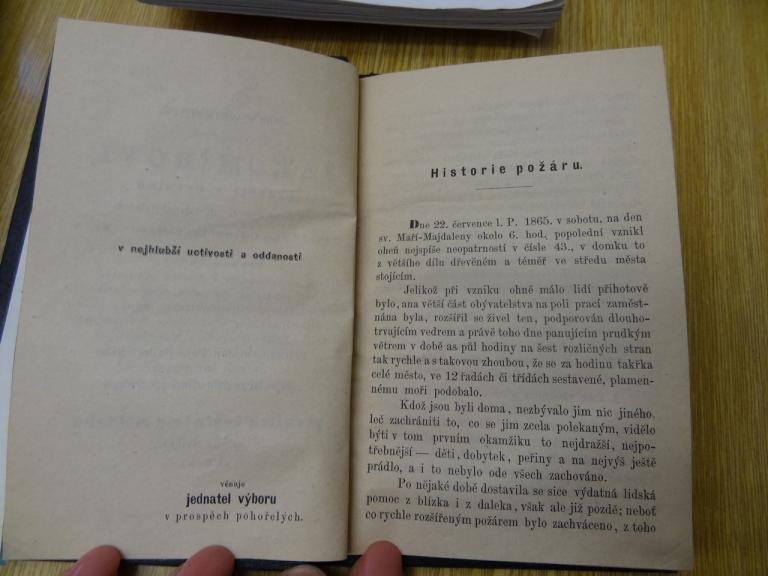 v nejhlubší uctivosti a oddanosti
věnuje
jednatel výboru
v prospěch pohořelých.
Historie požáru.
Dne 22. července l. P. 1865. v sobotu, na den
sv. Maří-Majdaleny okolo 6. hod., popolední vznikl
oheň nejspíše neopatrností v čísle 43., v domku to
z většího dílu dřevěném a téměř ve středu města
stojícím.
Jelikož při vzniku ohně málo lidí přihotově
bylo, ana větší část obývatelstva na poli prací zaměst-
nána byla, rozšířil se živel ten, podporován dlouho-
trvajícím vedrem a právě toho dne panujícím prudkým
větrem v době as půl hodiny na šest rozličných stran
tak rychle a s takovou zhoubou, že se za hodinu takřka
celé město, ve 12 řadách či třídách sestavené, plamen-
nému moři podobalo.
Kdož jsou byli doma, nezbývalo jim nic jiného,
leč zachrániti to, co se jim zcela polekaným, vidělo
býti v tom prvním okamžiku to nejdražší, nejpo-
třebnější — děti, dobytek, peřiny a na nejvýš ještě
prádlo, a i to nebylo ode všech zachováno.
Po nějaké době dostavila se sice výdatná lidská
pomoc z blízka i z daleka, však ale již pozdě; neboť
co rychle rozšířeným požárem bylo zachváceno, z toho